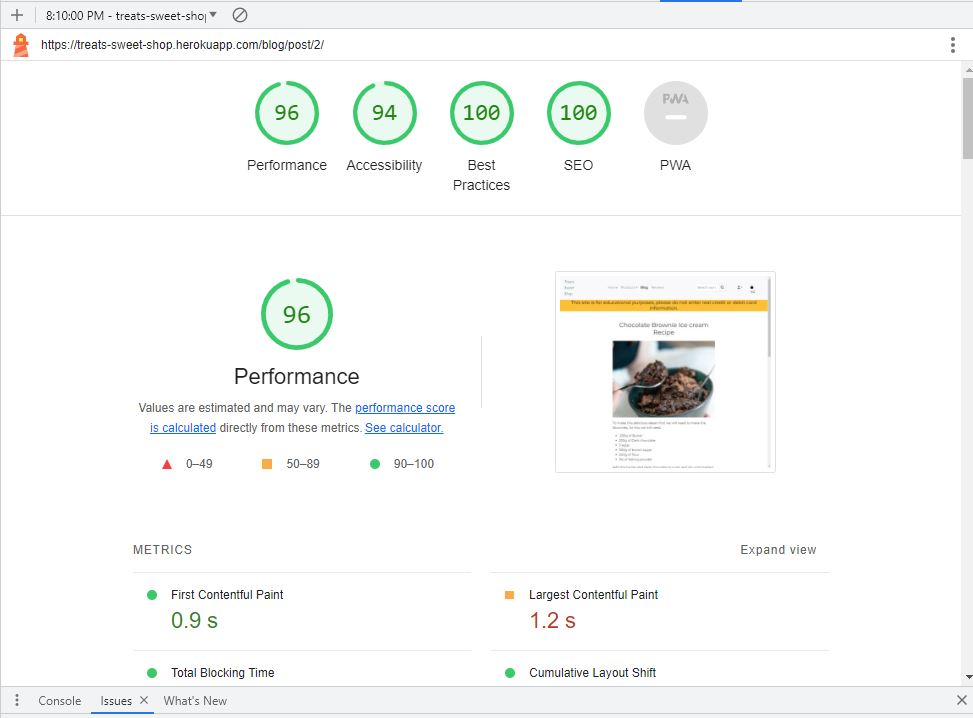 8:10:00 PM - treats-sweet-shop
https://treats-sweet-shop.herokuapp.com/blog/post/2/
96
94
100
100
PWA
Performance
Accessibility
Best
Practices
SEO
PWA
96
Performance
Values are estimated and may vary. The performance score
is calculated directly from these metrics. See calculator.
0–49
50–89
90–100
This site is for educational purposes, please do not enter real credit or debit card
information.
Chocolate Brownie Ice cream
Recipe
METRICS
Expand view
First Contentful Paint
0.9 s
Largest Contentful Paint
1.2 s
Total Blocking Time
Cumulative Layout Shift
Console
Issues
What's New